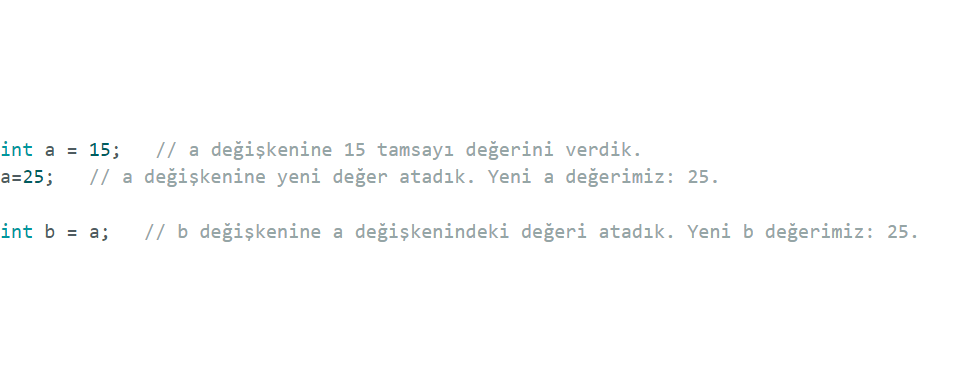 int a = 15;   // a değişkenine 15 tamsayı değerini verdik.
a=25;   // a değişkenine yeni değer atadık. Yeni a değerimiz: 25.
int b = a;   // b değişkenine a değişkenindeki değeri atadık. Yeni b değerimiz: 25.